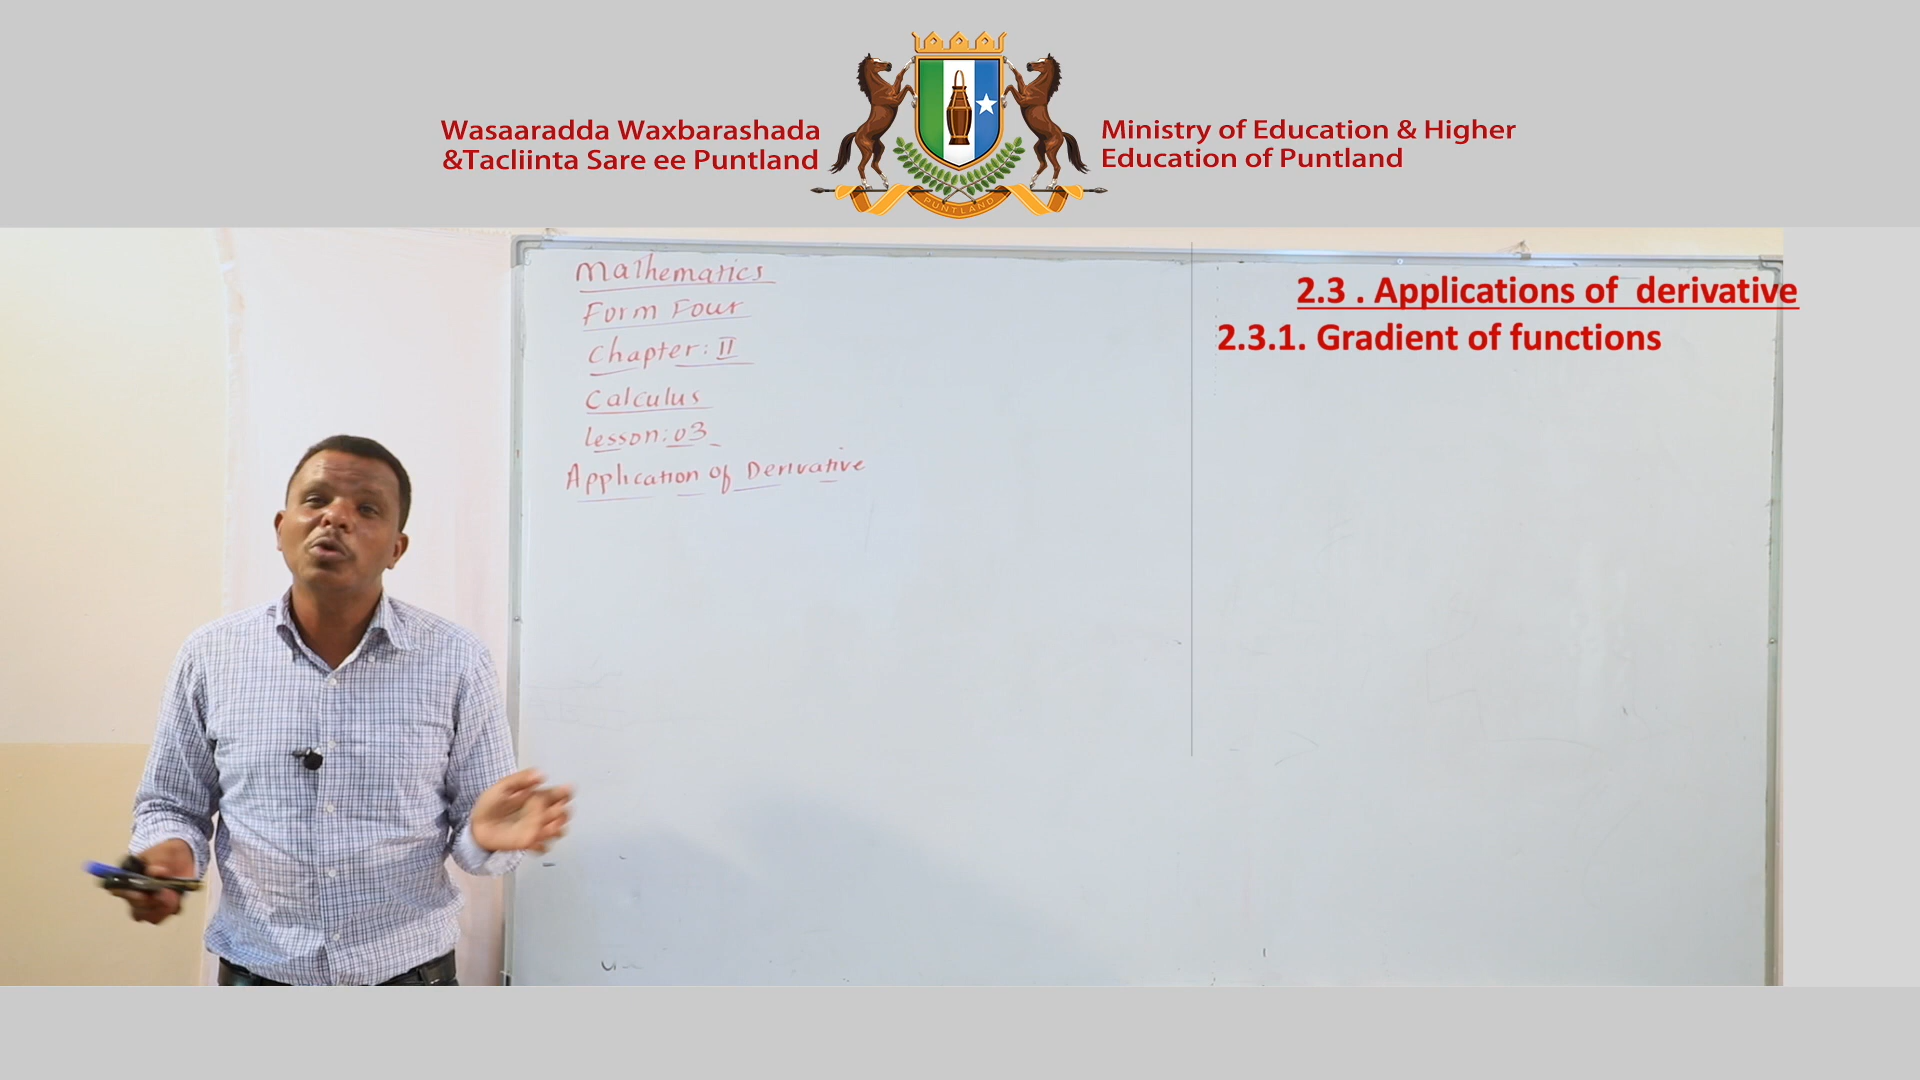 Wasaaradda Waxbarashada
&Tacliinta Sare ee Puntland
PUNTLAND
Ministry of Education & Higher
Education of Puntland
Mathematics
Form Four
Chapter: II
Calculus
lesson: 03
Application of Derivative
2.3 . Applications of derivative
2.3.1. Gradient of functions